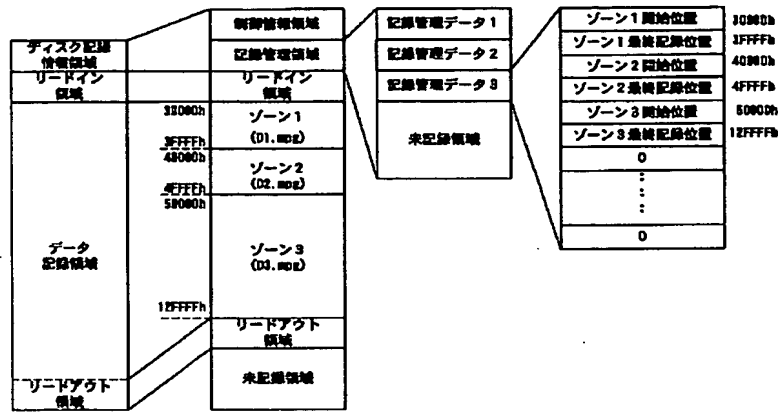 ディスク記録
情報領域
リードイン
領域
データ
記録領域
リードアウト
領域
制御情報領域
記録管理領域
リードイン
領域
30000h
ゾーン1
(D1.mpg)
3FFFFh
40000h
ゾーン2
(D2.mpg)
4FFFFh
50000h
ゾーン3
(D3.mpg)
12FFFFh
リードアウト
領域
未記録領域
記録管理データ1
記録管理データ2
記録管理データ3
未記録領域
ゾーン1開始位置 30000h
ゾーン1最終記録位置 3FFFFh
ゾーン2開始位置 40000h
ゾーン2最終記録位置 4FFFFh
ゾーン3開始位置 50000h
ゾーン3最終記録位置 12FFFFh
0
0